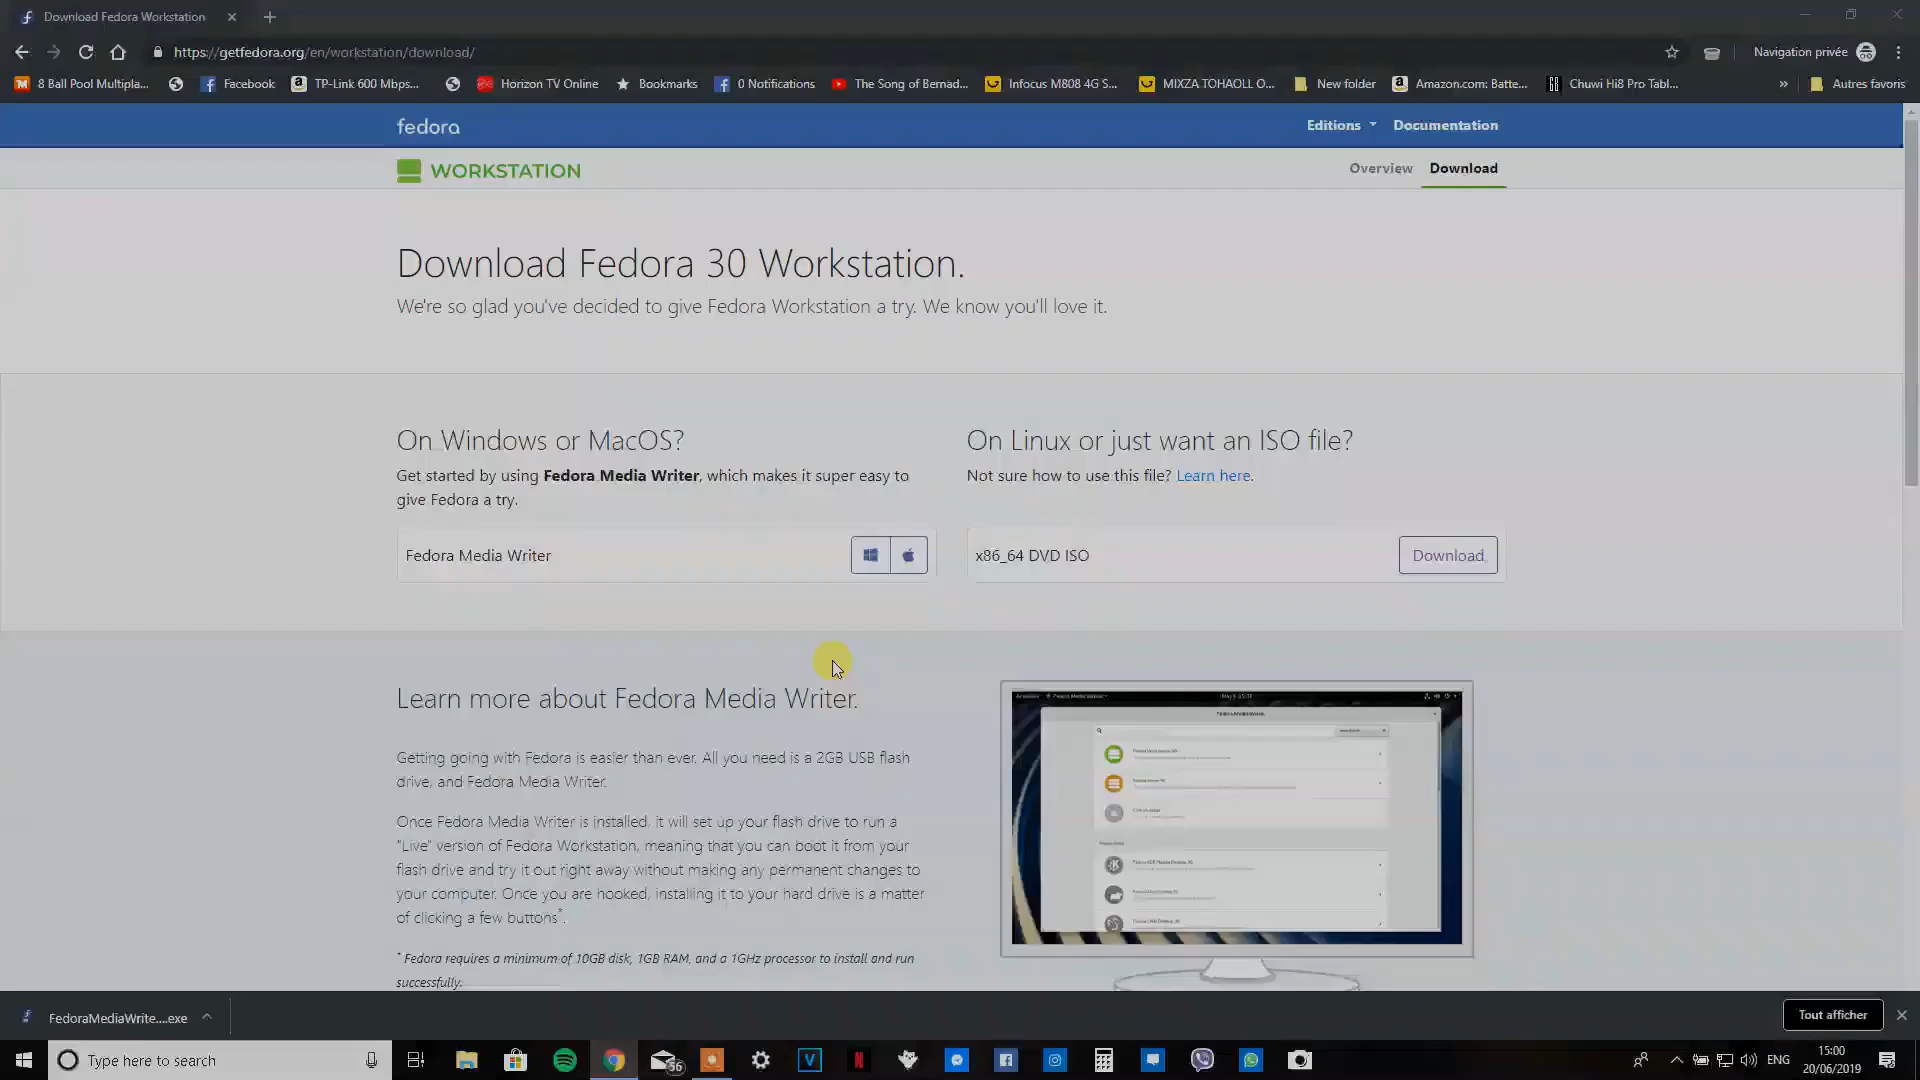 Download Fedora Workstation
https://getfedora.org/en/workstation/download/
Navigation privée
8 Ball Pool Multipla...
Facebook
TP-Link 600 Mbps...
Horizon TV Online
Bookmarks
0 Notifications
The Song of Bernad...
Infocus M808 4G S...
MIXZA TOHAOLL O...
New folder
Amazon.com: Batte...
Chuwi Hi8 Pro Tabl...
»
Autres favoris
fedora
Editions
Documentation
WORKSTATION
Overview
Download
Download Fedora 30 Workstation.
We're so glad you've decided to give Fedora Workstation a try. We know you'll love it.
On Windows or MacOS?
Get started by using Fedora Media Writer, which makes it super easy to
give Fedora a try.
Fedora Media Writer
On Linux or just want an ISO file?
Not sure how to use this file? Learn here.
x86_64 DVD ISO
Download
Learn more about Fedora Media Writer.
Getting going with Fedora is easier than ever. All you need is a 2GB USB flash
drive, and Fedora Media Writer.
Once Fedora Media Writer is installed, it will set up your flash drive to run a
"Live" version of Fedora Workstation, meaning that you can boot it from your
flash drive and try it out right away without making any permanent changes to
your computer. Once you are hooked, installing it to your hard drive is a matter
of clicking a few buttons*.
* Fedora requires a minimum of 10GB disk, 1GB RAM, and a 1GHz processor to install and run
successfully.
FedoraMediaWrite....exe
Tout afficher
Type here to search
56
ENG
15:00
20/06/2019